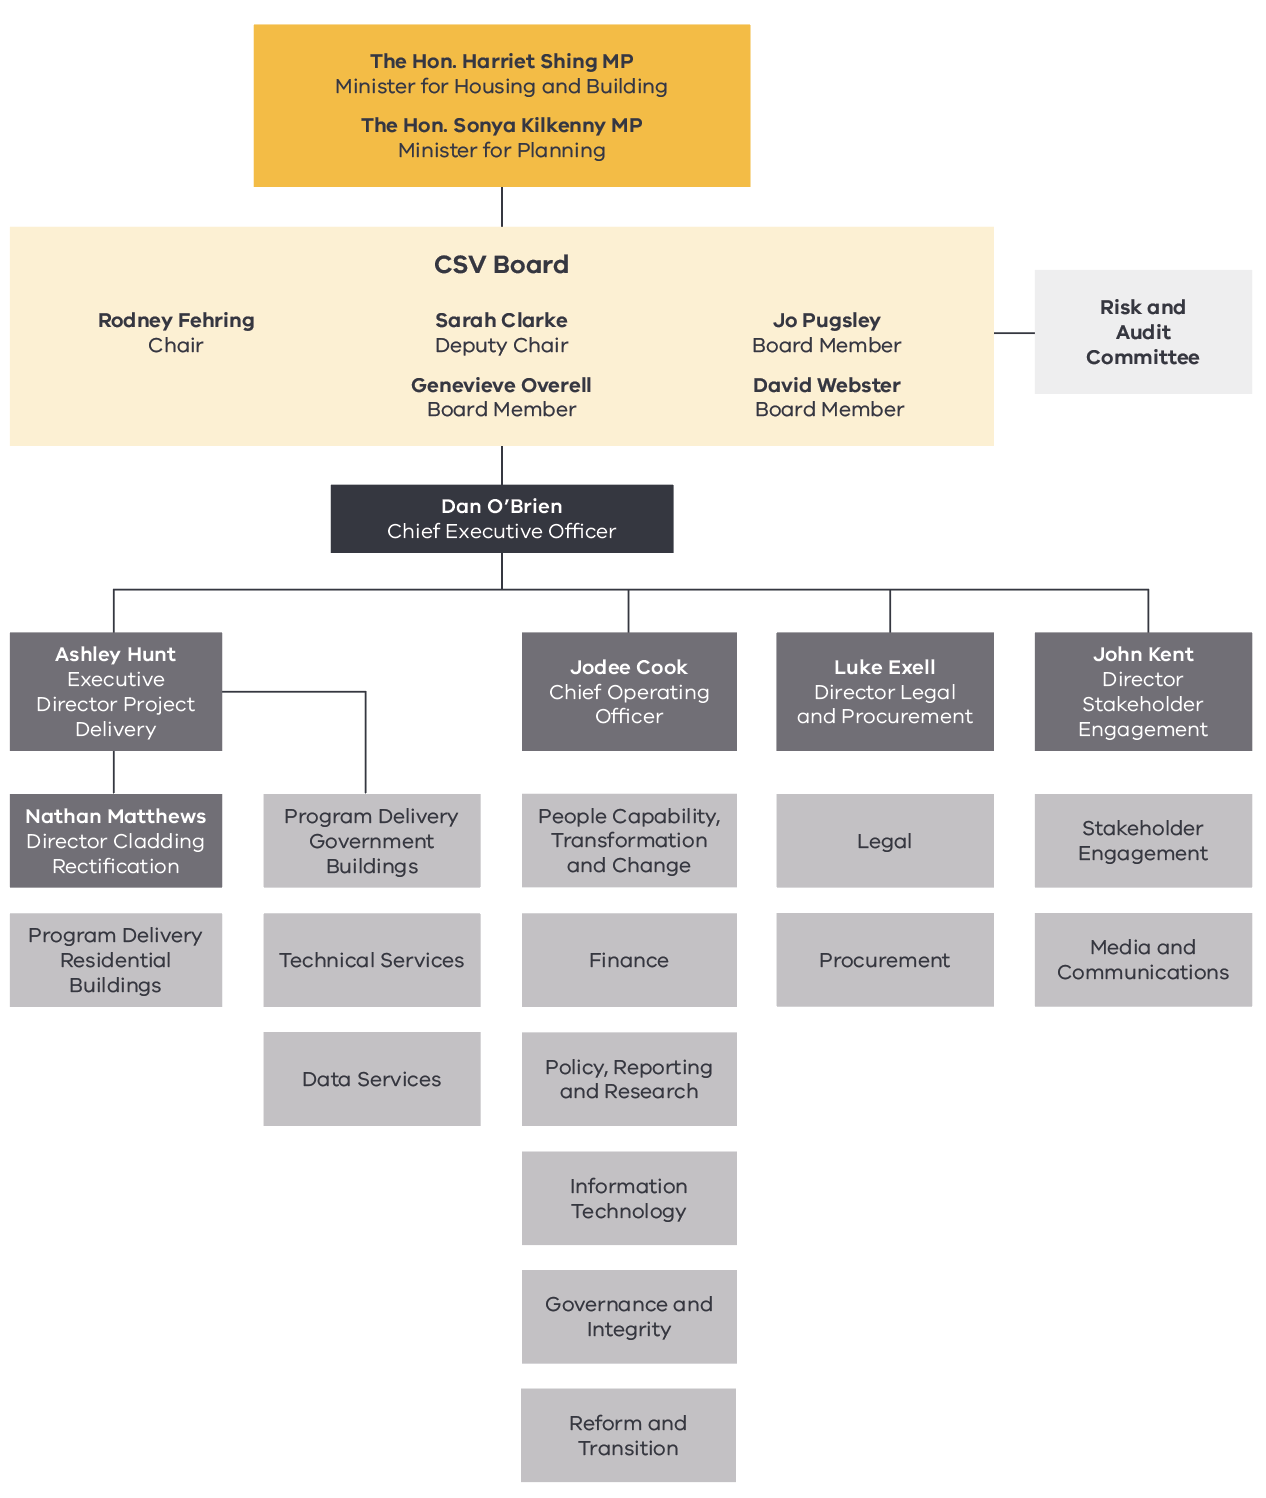 The Hon. Harriet Shing MP
Minister for Housing and Building
The Hon. Sonya Kilkenny MP
Minister for Planning
CSV Board
Rodney Fehring
Chair
Sarah Clarke
Deputy Chair
Jo Pugsley
Board Member
Genevieve Overell
Board Member
David Webster
Board Member
Risk and
Audit
Committee
Dan O’Brien
Chief Executive Officer
Ashley Hunt
Executive
Director Project
Delivery
Jodee Cook
Chief Operating
Officer
Luke Exell
Director Legal
and Procurement
John Kent
Director
Stakeholder
Engagement
Nathan Matthews
Director Cladding
Rectification
Program Delivery
Residential
Buildings
Program Delivery
Government
Buildings
Technical Services
Data Services
People Capability,
Transformation
and Change
Finance
Policy, Reporting
and Research
Information
Technology
Governance and
Integrity
Reform and
Transition
Legal
Procurement
Stakeholder
Engagement
Media and
Communications